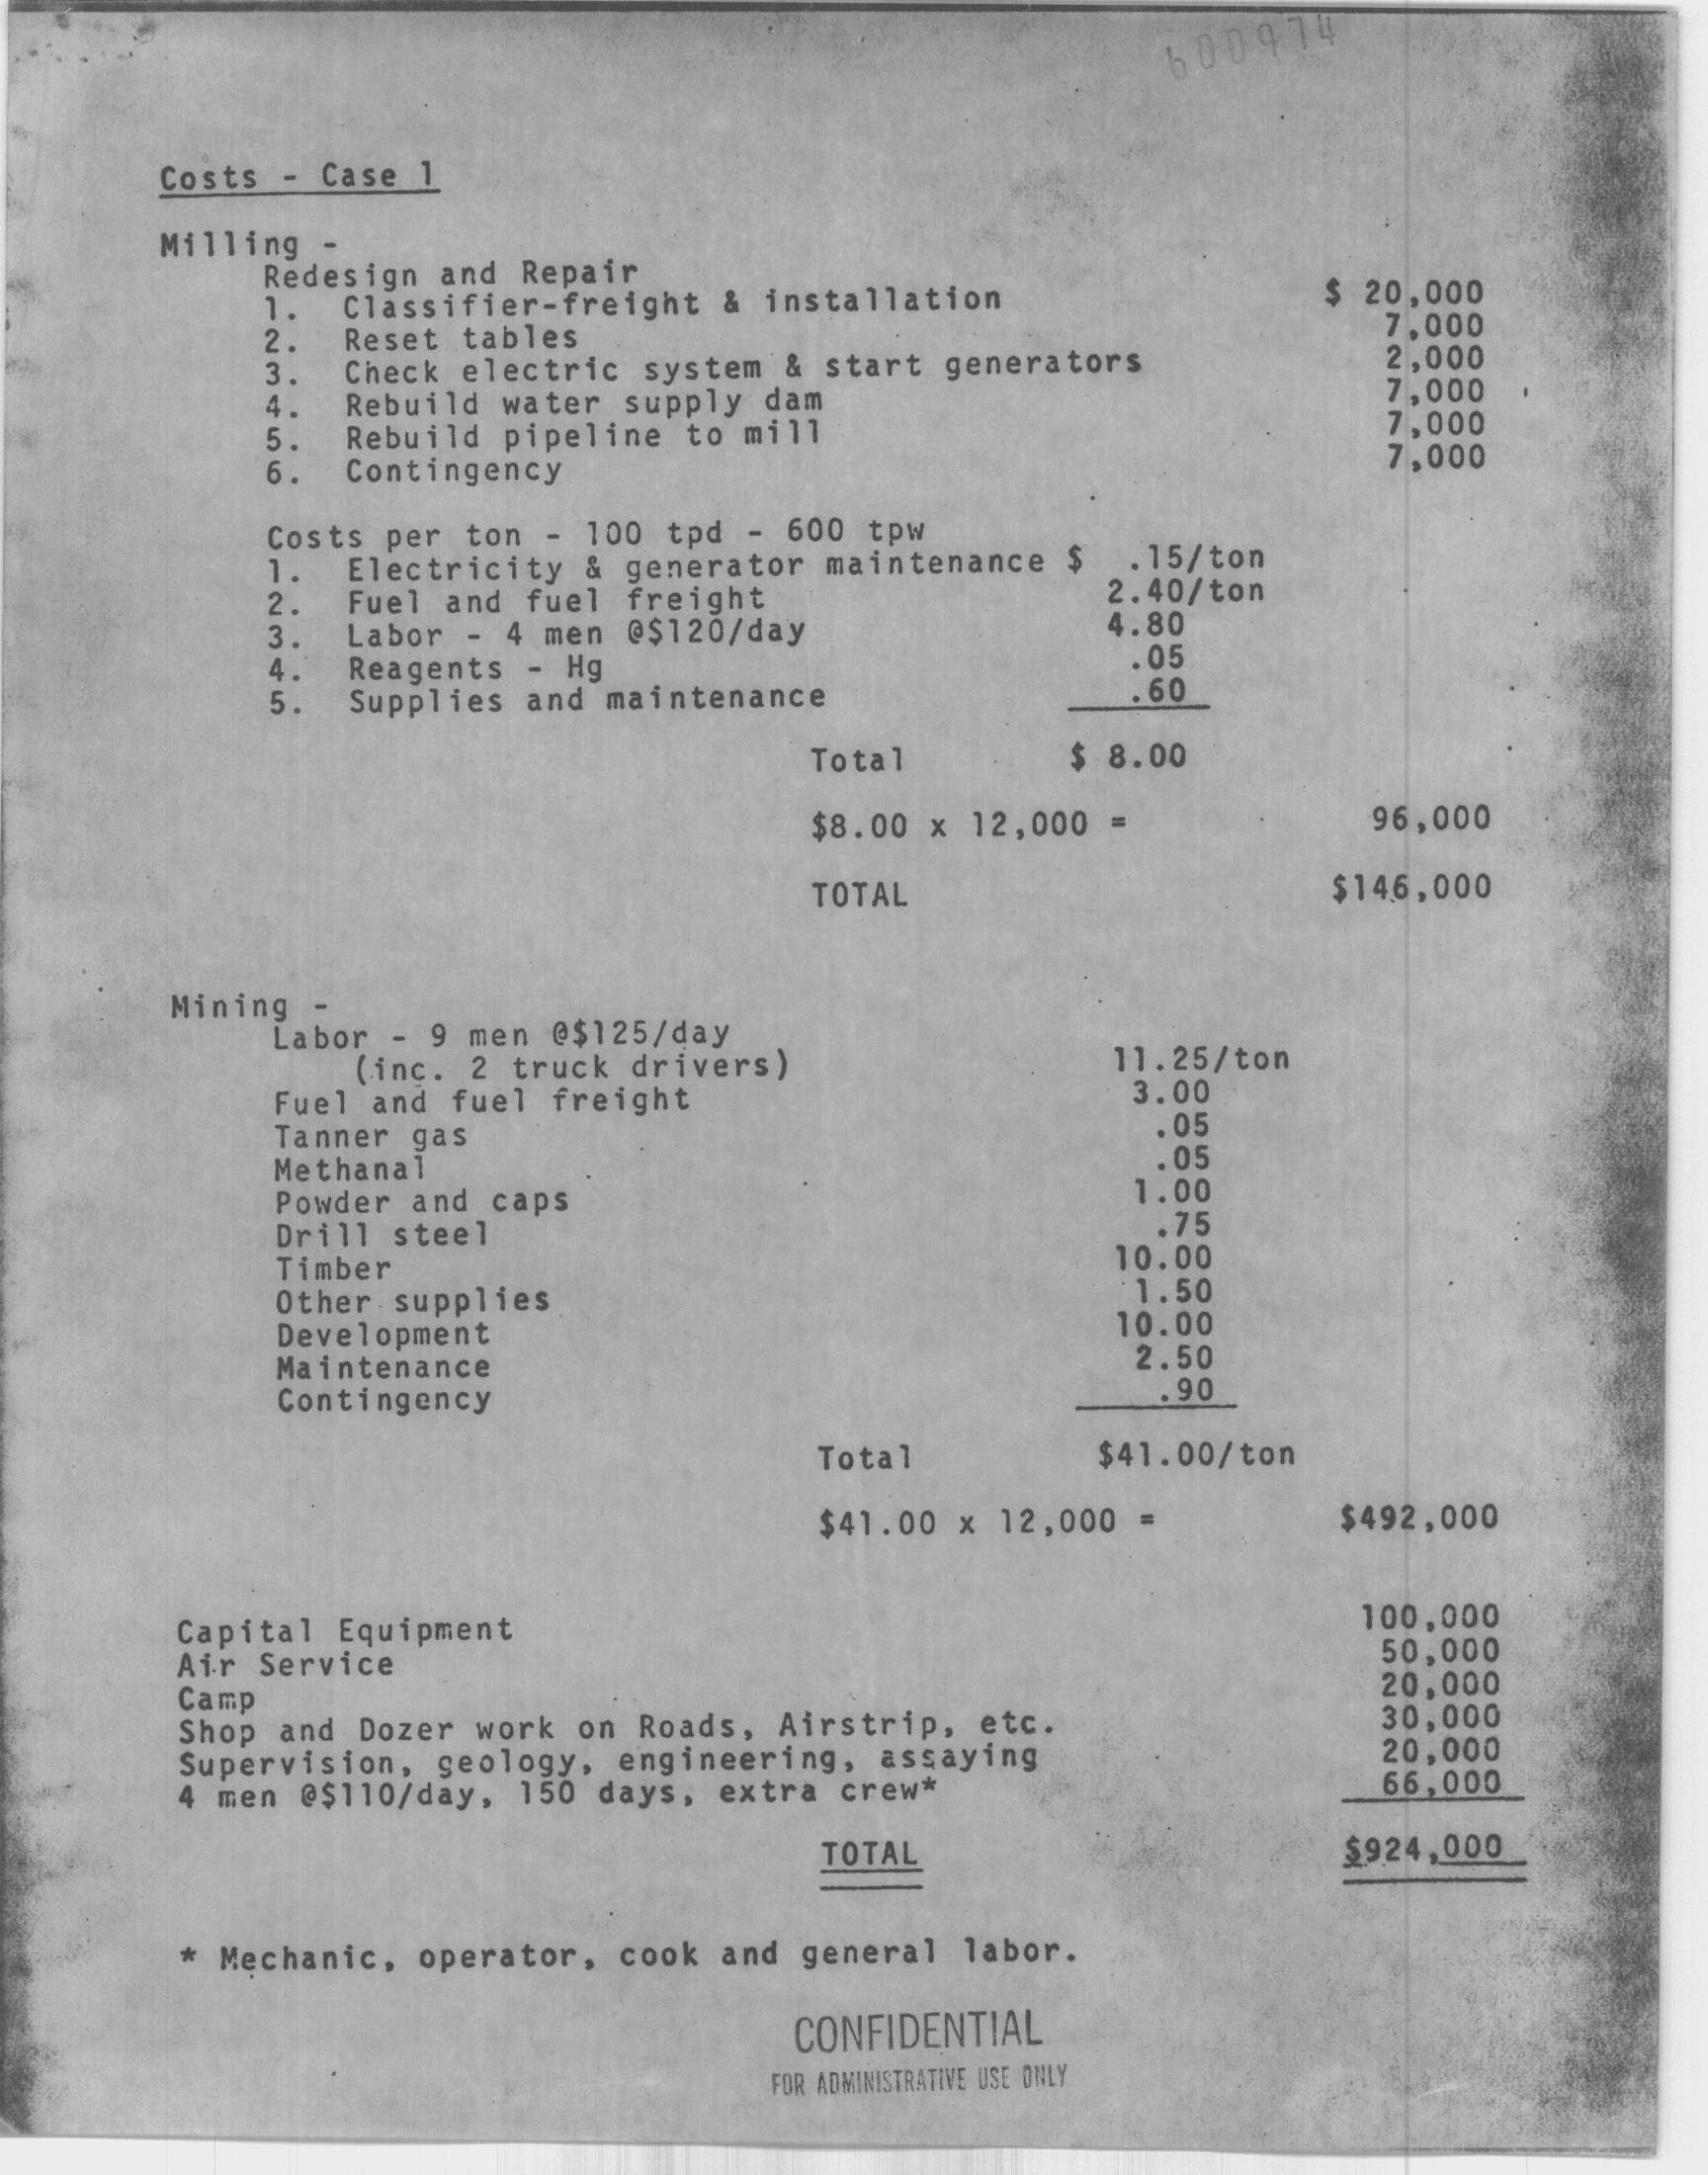 600974
Costs - Case 1
Milling -
Redesign and Repair
1. Classifier-freight & installation $ 20,000
2. Reset tables 7,000
3. Check electric system & start generators 2,000
4. Rebuild water supply dam 7,000
5. Rebuild pipeline to mill 7,000
6. Contingency 7,000
Costs per ton - 100 tpd - 600 tpw
1. Electricity & generator maintenance $ .15/ton
2. Fuel and fuel freight 2.40/ton
3. Labor - 4 men @$120/day 4.80
4. Reagents - Hg .05
5. Supplies and maintenance .60
Total $ 8.00
$8.00 x 12,000 = 96,000
TOTAL $146,000
Mining -
Labor - 9 men @$125/day
(inc. 2 truck drivers) 11.25/ton
Fuel and fuel freight 3.00
Tanner gas .05
Methanal .05
Powder and caps 1.00
Drill steel .75
Timber 10.00
Other supplies 1.50
Development 10.00
Maintenance 2.50
Contingency .90
Total $41.00/ton
$41.00 x 12,000 = $492,000
Capital Equipment 100,000
Air Service 50,000
Camp 20,000
Shop and Dozer work on Roads, Airstrip, etc. 30,000
Supervision, geology, engineering, assaying 20,000
4 men @$110/day, 150 days, extra crew* 66,000
TOTAL $924,000
* Mechanic, operator, cook and general labor.
CONFIDENTIAL
FOR ADMINISTRATIVE USE ONLY